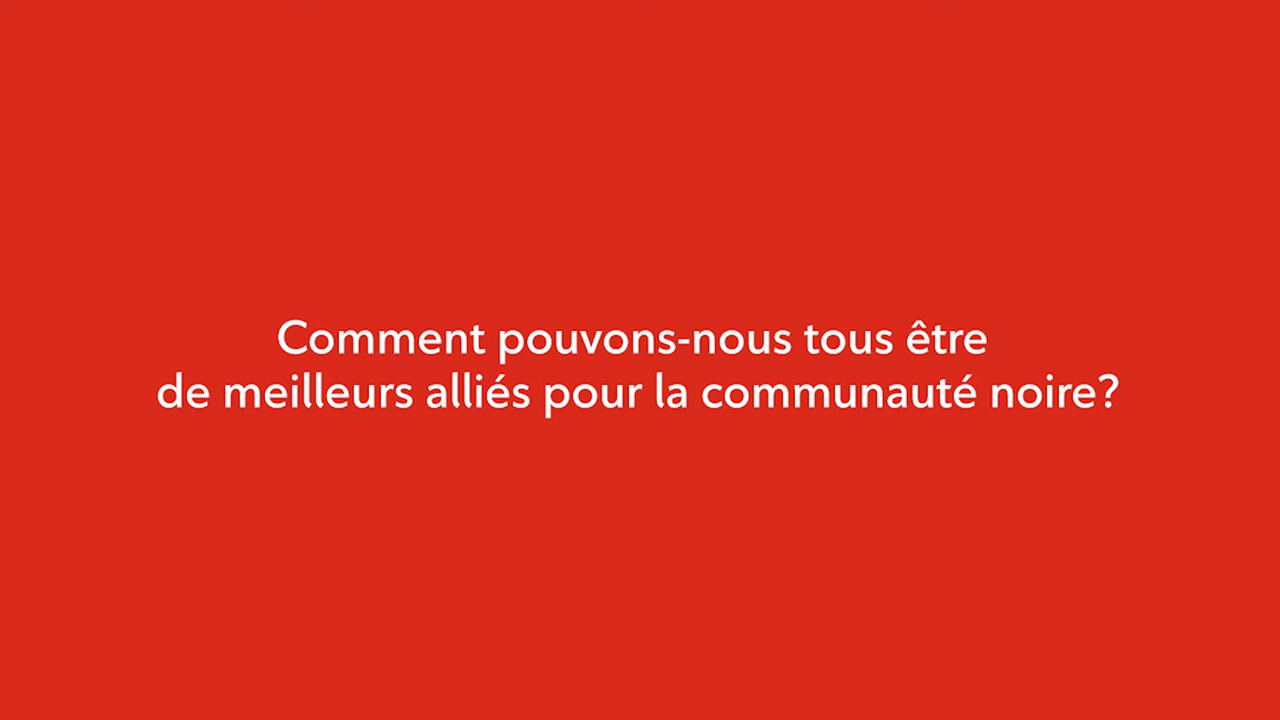 Comment pouvons-nous tous être
de meilleurs alliés pour la communauté noire?